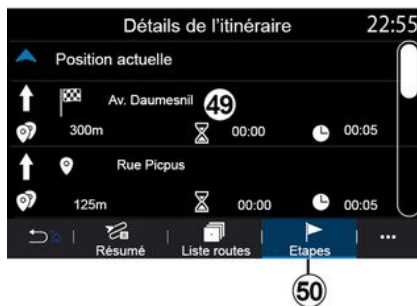 Détails de l'itinéraire 22:55
Position actuelle
Av. Daumesnil 49
300m 00:00 00:05
Rue Picpus
125m 00:00 00:05
Résumé Liste routes Etapes ...
50